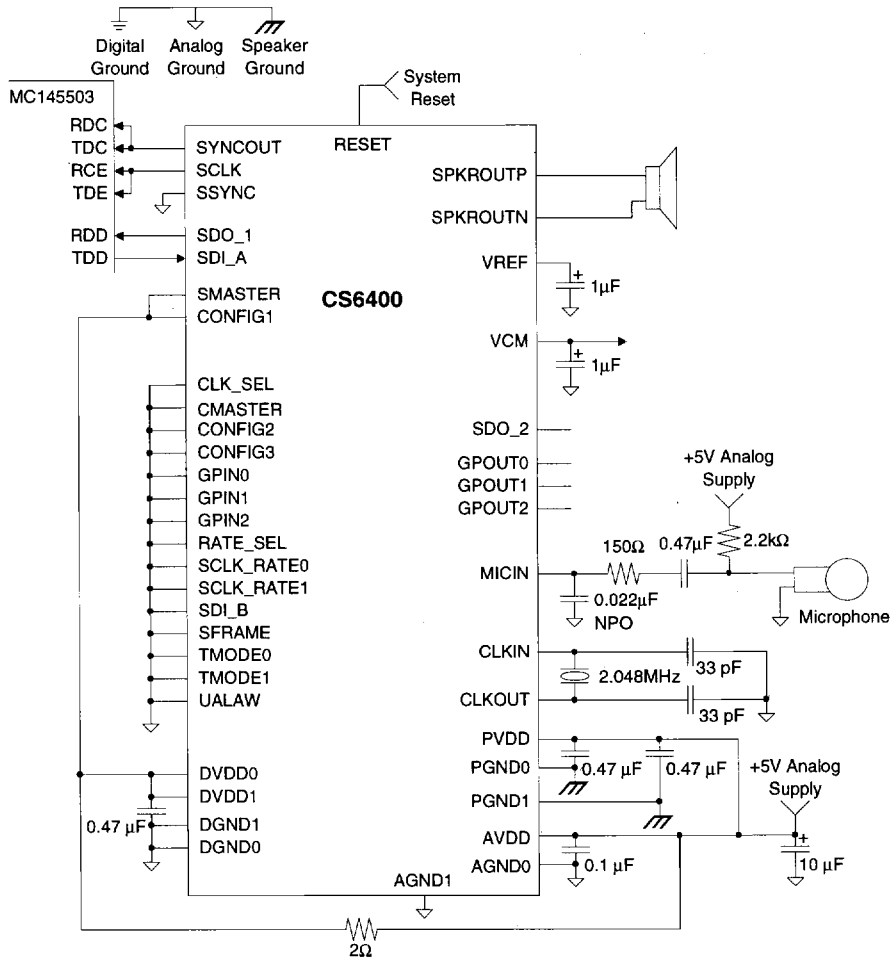 Digital Ground
Analog Ground
Speaker Ground
System Reset
MC145503
RDC
TDC
RCE
TDE
RDD
TDD
SYNCOUT
SCLK
SSYNC
SDO_1
SDI_A
SMASTER
CONFIG1
CLK_SEL
CMASTER
CONFIG2
CONFIG3
GPIN0
GPIN1
GPIN2
RATE_SEL
SCLK_RATE0
SCLK_RATE1
SDI_B
SFRAME
TMODE0
TMODE1
UALAW
DVDD0
DVDD1
DGND1
DGND0
0.47 µF
RESET
CS6400
AGND1
2Ω
SPKROUTP
SPKROUTN
VREF
+
1µF
VCM
+
1µF
SDO_2
GPOUT0
GPOUT1
GPOUT2
+5V Analog
Supply
2.2kΩ
MICIN
150Ω
0.47µF
0.022µF
NPO
Microphone
CLKIN
33 pF
2.048MHz
CLKOUT
33 pF
PVDD
PGND0
0.47 µF
0.47 µF
PGND1
+5V Analog
Supply
AVDD
AGND0
0.1 µF
+
10 µF